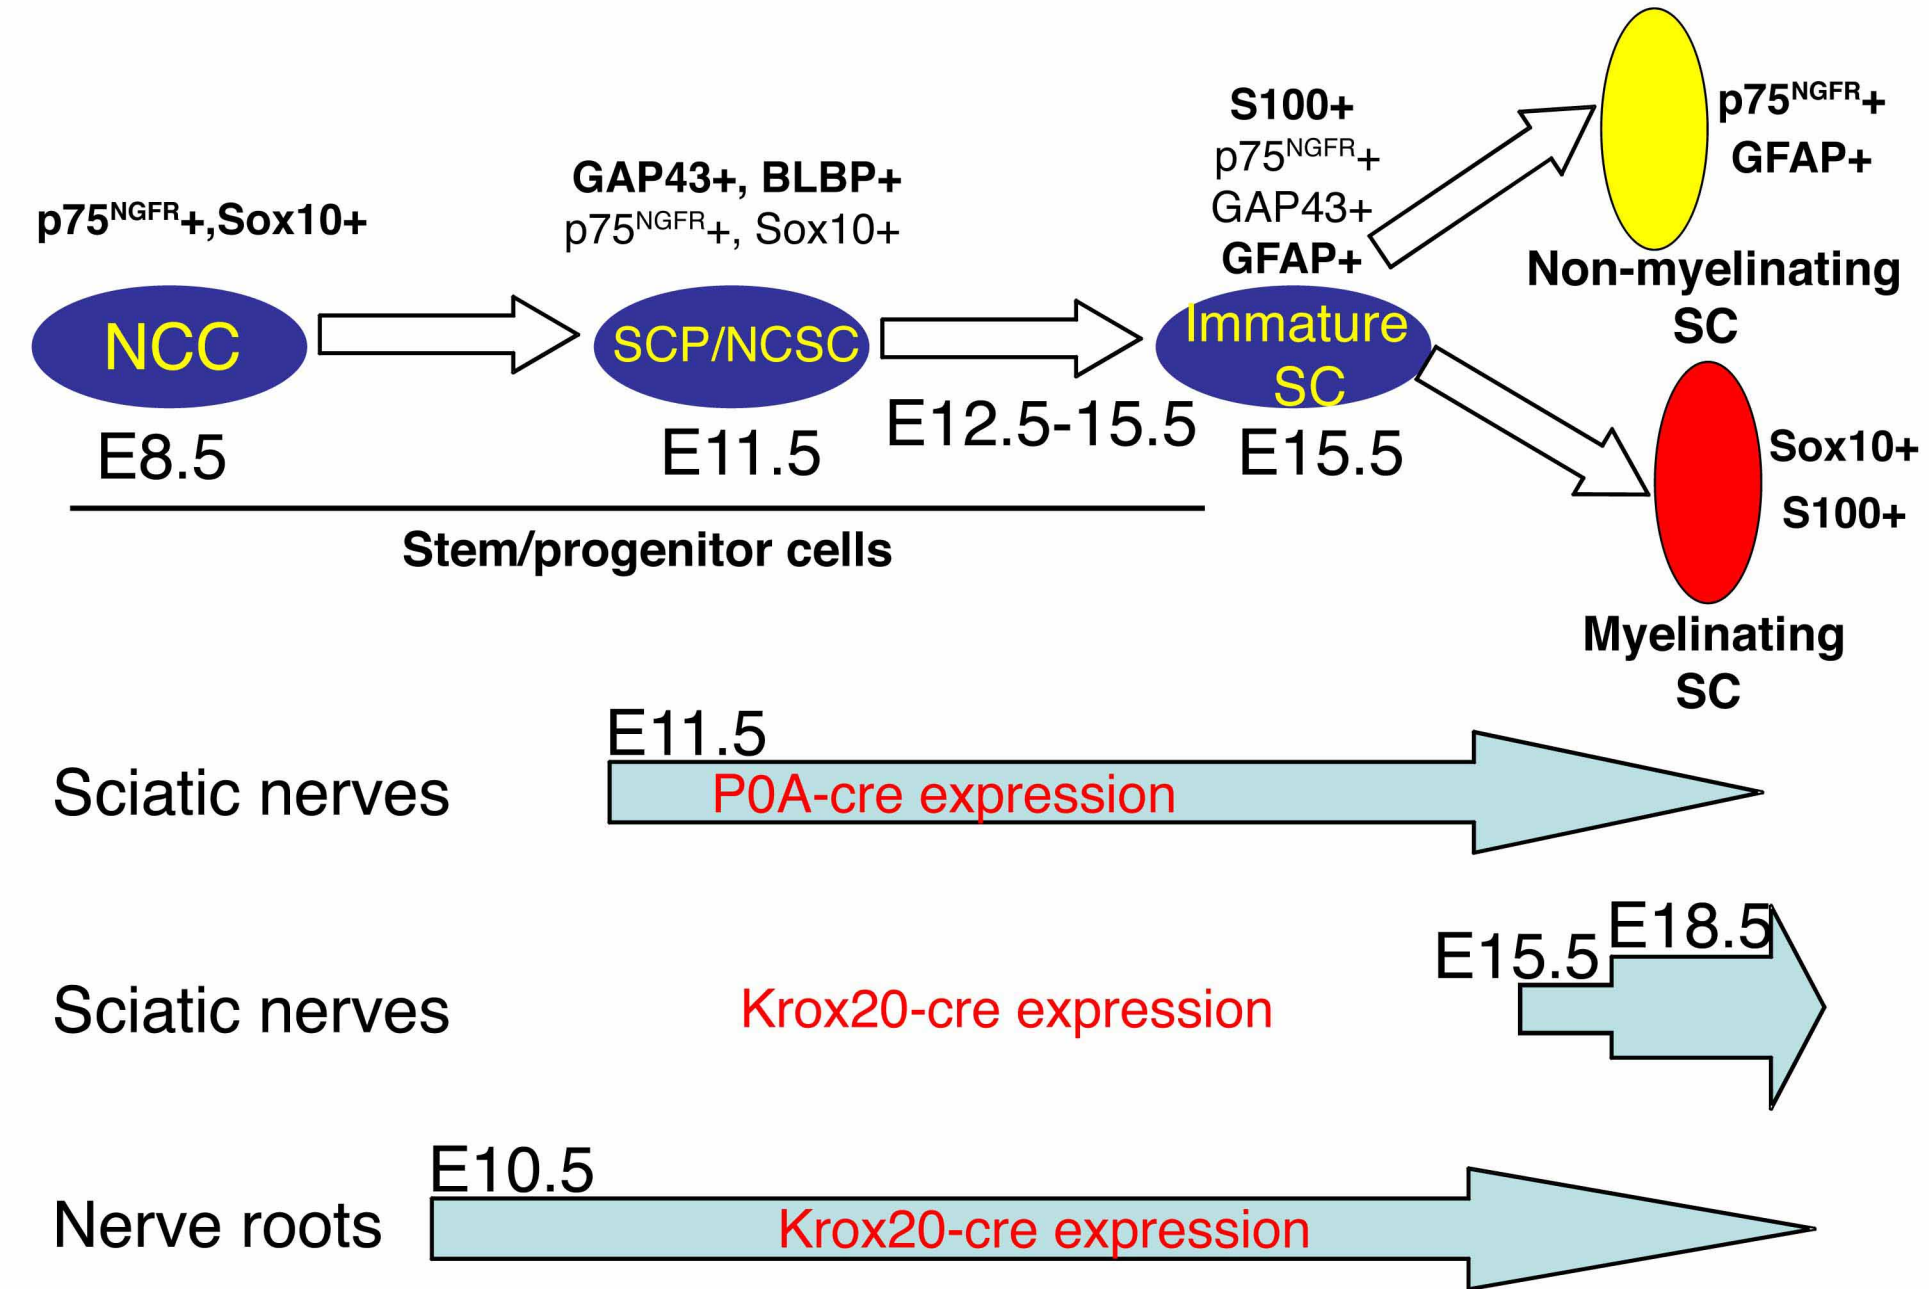 p75NGFR+,Sox10+
NCC
E8.5
GAP43+, BLBP+
p75NGFR+, Sox10+
SCP/NCSC
E11.5
E12.5-15.5
S100+
p75NGFR+
GAP43+
GFAP+
Immature
SC
E15.5
p75NGFR+
GFAP+
Non-myelinating
SC
Sox10+
S100+
Myelinating
SC
Stem/progenitor cells
E11.5
Sciatic nerves
P0A-cre expression
E15.5
E18.5
Sciatic nerves
Krox20-cre expression
E10.5
Nerve roots
Krox20-cre expression